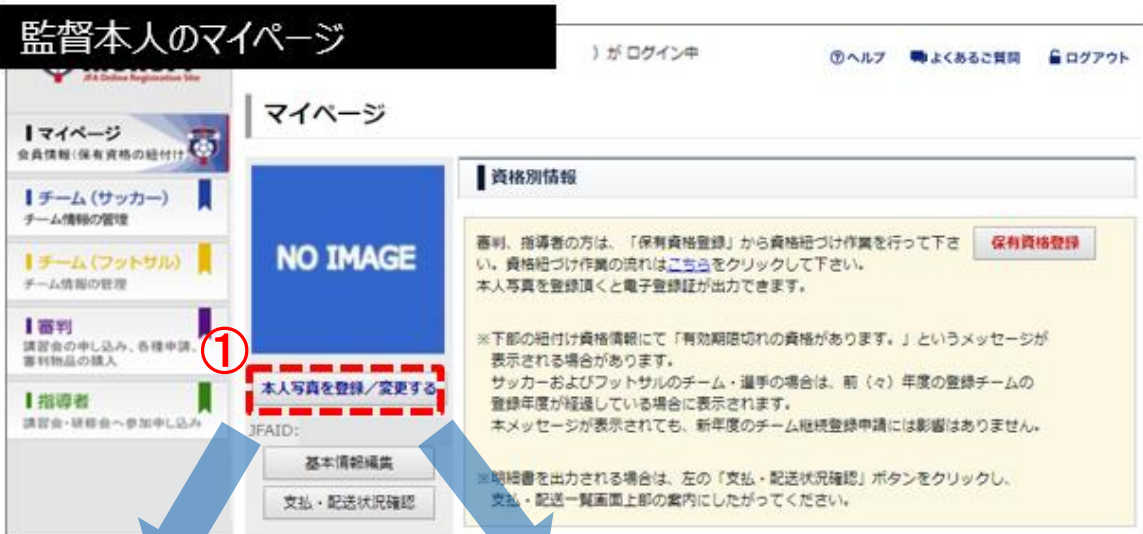 監督本人のマイページ
JFA Online Registration Site
）が ログイン中
ヘルプ
よくあるご質問
ログアウト
マイページ
会員情報（保有資格の紐付け
チーム（サッカー）
チーム情報の管理
チーム（フットサル）
チーム情報の管理
審判
講習会の申し込み、各種申請、
審判物品の購入
指導者
講習会・研修会へ参加申し込み
マイページ
NO IMAGE
①
本人写真を登録／変更する
JFAID:
基本情報編集
支払・配送状況確認
資格別情報
審判、指導者の方は、「保有資格登録」から資格紐づけ作業を行って下さ
い。資格紐づけ作業の流れはこちらをクリックして下さい。
本人写真を登録頂くと電子登録証が出力できます。
保有資格登録
※下部の紐付け資格情報にて「有効期限切れの資格があります。」というメッセージが
表示される場合があります。
サッカーおよびフットサルのチーム・選手の場合は、前（々）年度の登録チームの
登録年度が経過している場合に表示されます。
本メッセージが表示されても、新年度のチーム継続登録申請には影響はありません。
※明細書を出力される場合は、左の「支払・配送状況確認」ボタンをクリックし、
支払・配送一覧画面上部の案内にしたがってください。